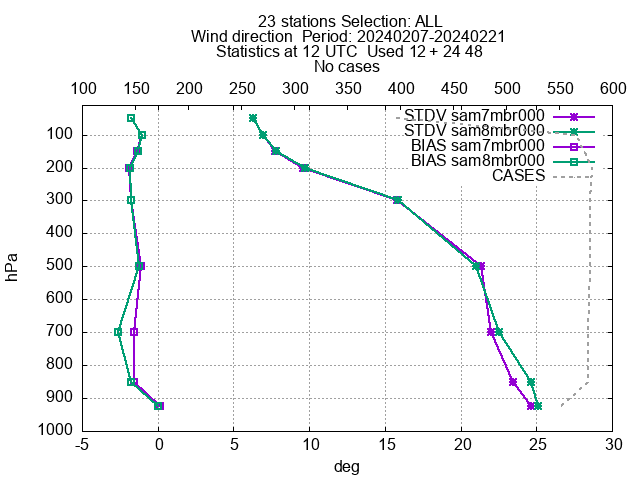 23 stations Selection: ALL
Wind direction  Period: 20240207-20240221
Statistics at 12 UTC  Used 12 + 24 48
No cases
100 150 200 250 300 350 400 450 500 550 600
STDV sam7mbr000
STDV sam8mbr000
BIAS sam7mbr000
BIAS sam8mbr000
CASES
100
200
300
400
500
600
700
800
900
1000
hPa
-5 0 5 10 15 20 25 30
deg